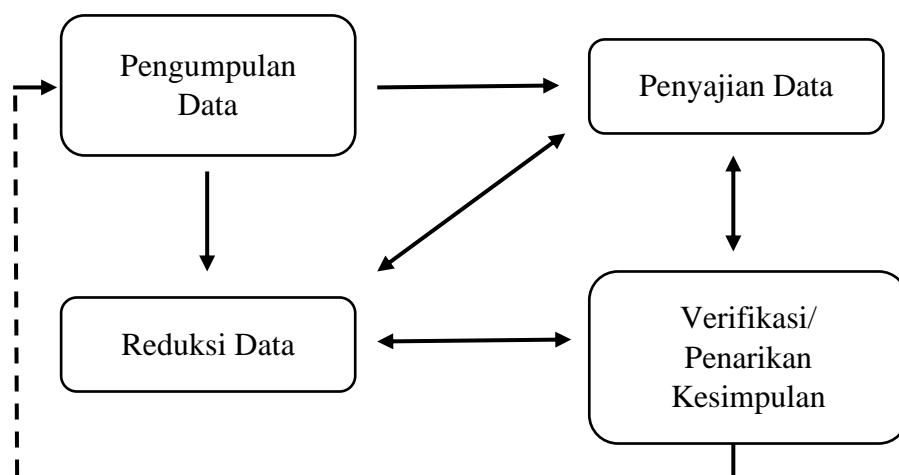 Pengumpulan
Data
Penyajian Data
Reduksi Data
Verifikasi/
Penarikan
Kesimpulan